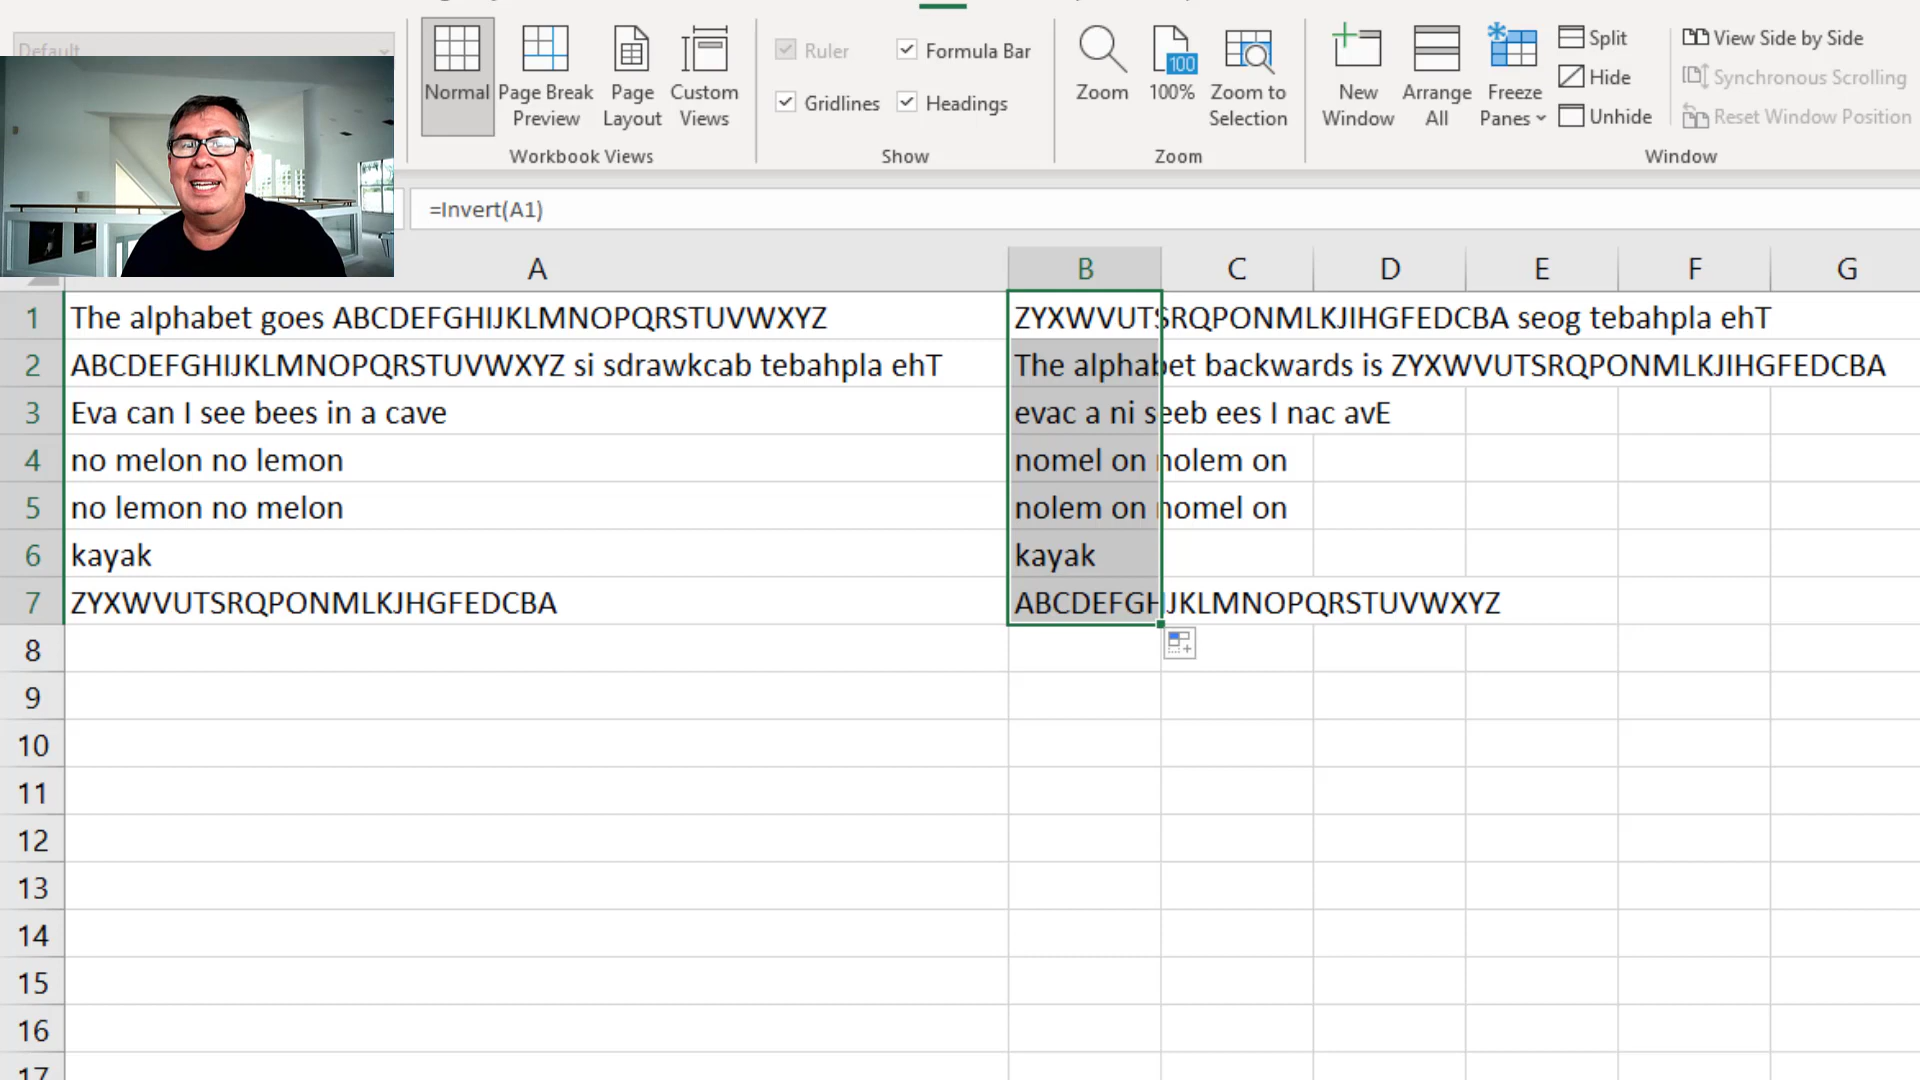 Default
Normal
Page Break Preview
Page Layout
Custom Views
Workbook Views
Ruler
Formula Bar
Gridlines
Headings
Show
Zoom
100
100%
Zoom to Selection
Zoom
New Window
Arrange All
Freeze Panes
Split
Hide
Unhide
View Side by Side
Synchronous Scrolling
Reset Window Position
Window
=Invert(A1)
A B C D E F G
1 The alphabet goes ABCDEFGHIJKLMNOPQRSTUVWXYZ ZYXWVUTSRQPONMLKJIHGFEDCBA seog tebahpla ehT
2 ABCDEFGHIJKLMNOPQRSTUVWXYZ si sdrawkcab tebahpla ehT The alphabet backwards is ZYXWVUTSRQPONMLKJIHGFEDCBA
3 Eva can I see bees in a cave evac a ni seeb ees I nac avE
4 no melon no lemon nomel on nolem on
5 no lemon no melon nolem on nomel on
6 kayak kayak
7 ZYXWVUTSRQPONMLKJHGFEDCBA ABCDEFGHIJKLMNOPQRSTUVWXYZ
8
9
10
11
12
13
14
15
16
17